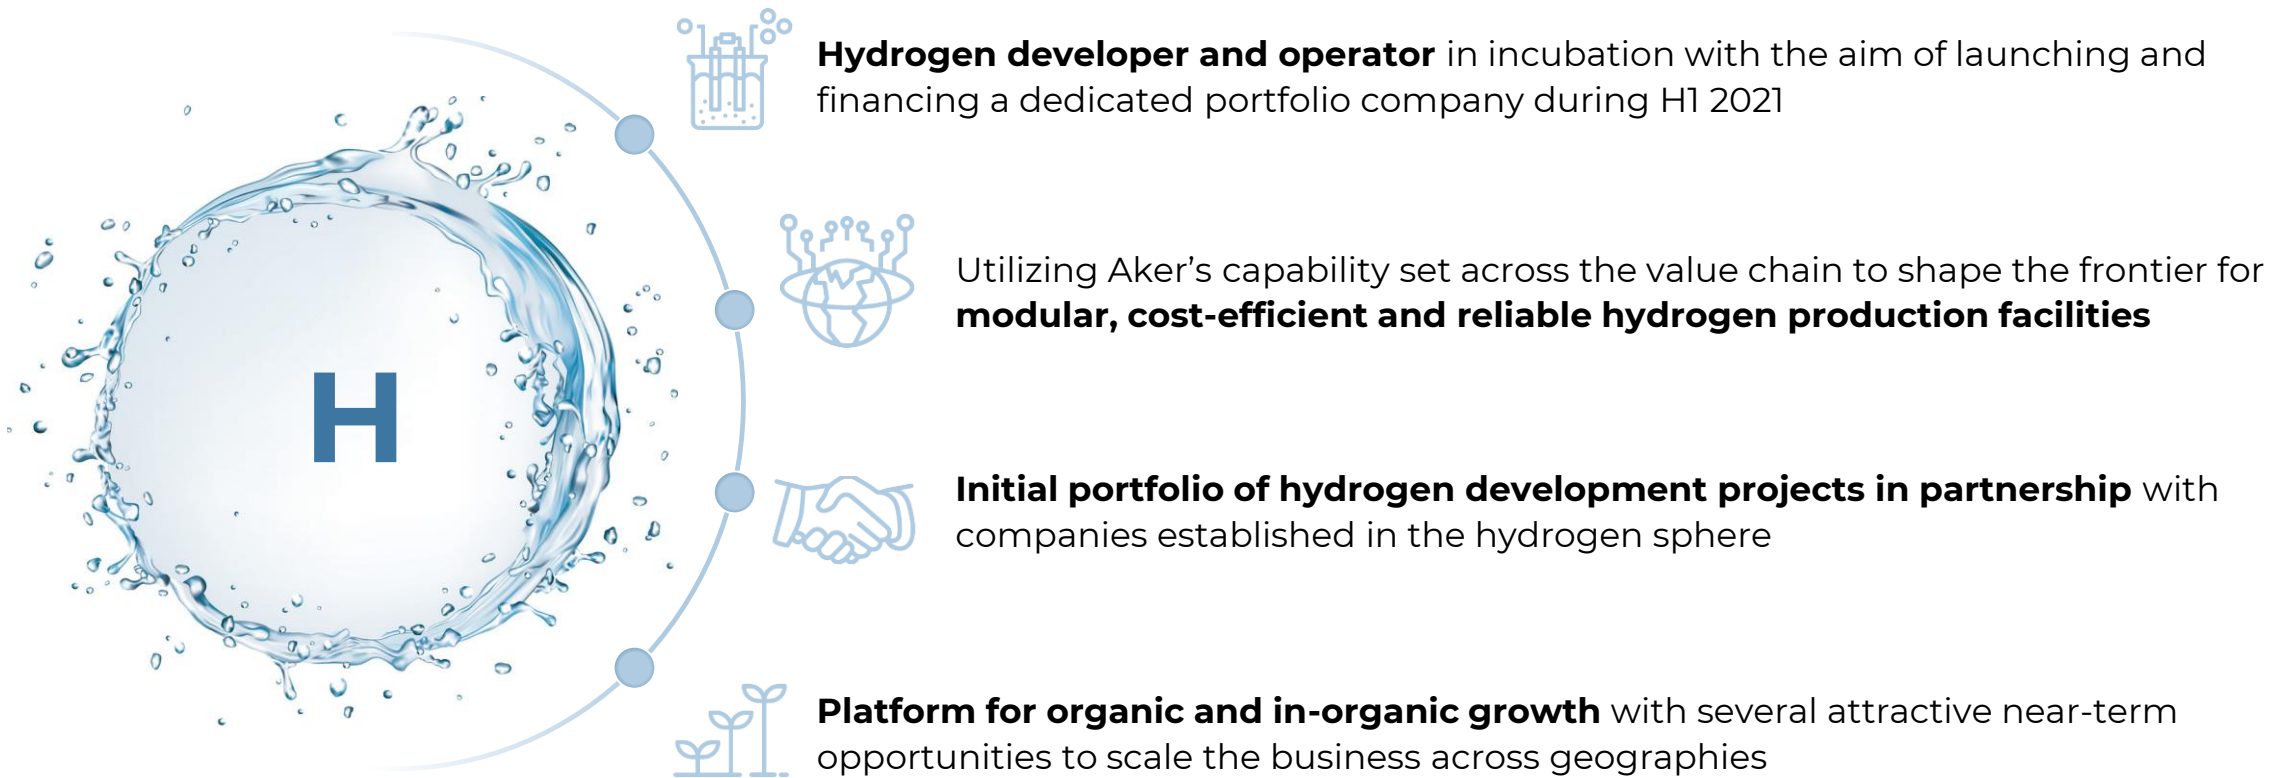 H
Hydrogen developer and operator in incubation with the aim of launching and
financing a dedicated portfolio company during H1 2021
Utilizing Aker’s capability set across the value chain to shape the frontier for
modular, cost-efficient and reliable hydrogen production facilities
Initial portfolio of hydrogen development projects in partnership with
companies established in the hydrogen sphere
Platform for organic and in-organic growth with several attractive near-term
opportunities to scale the business across geographies